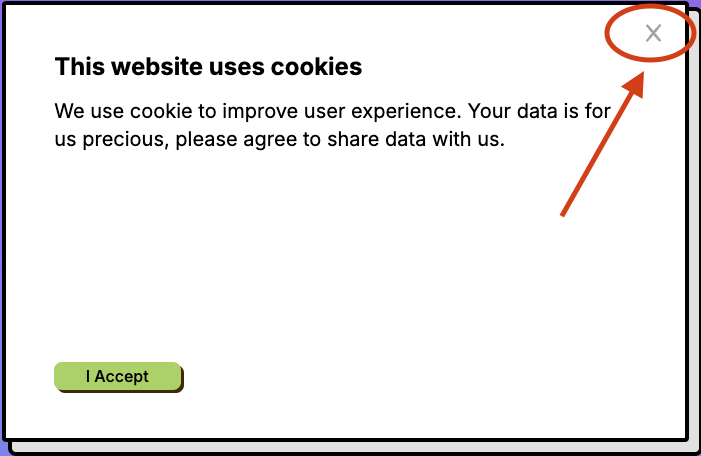 This website uses cookies
We use cookie to improve user experience. Your data is for
us precious, please agree to share data with us.
I Accept